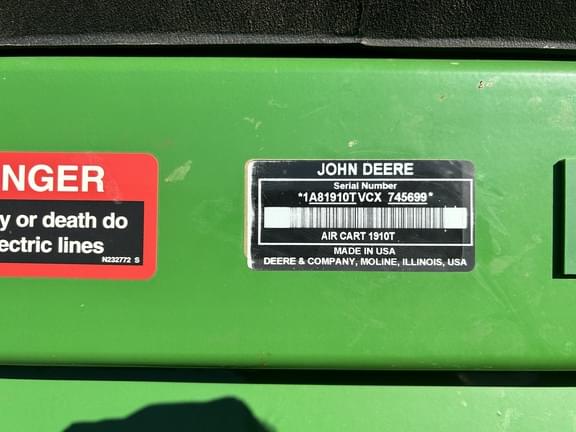 NGER
y or death do
ectric lines
N232772 S
JOHN DEERE
Serial Number
*1A81910TVCX 745699*
AIR CART 1910T
MADE IN USA
DEERE & COMPANY, MOLINE, ILLINOIS, USA